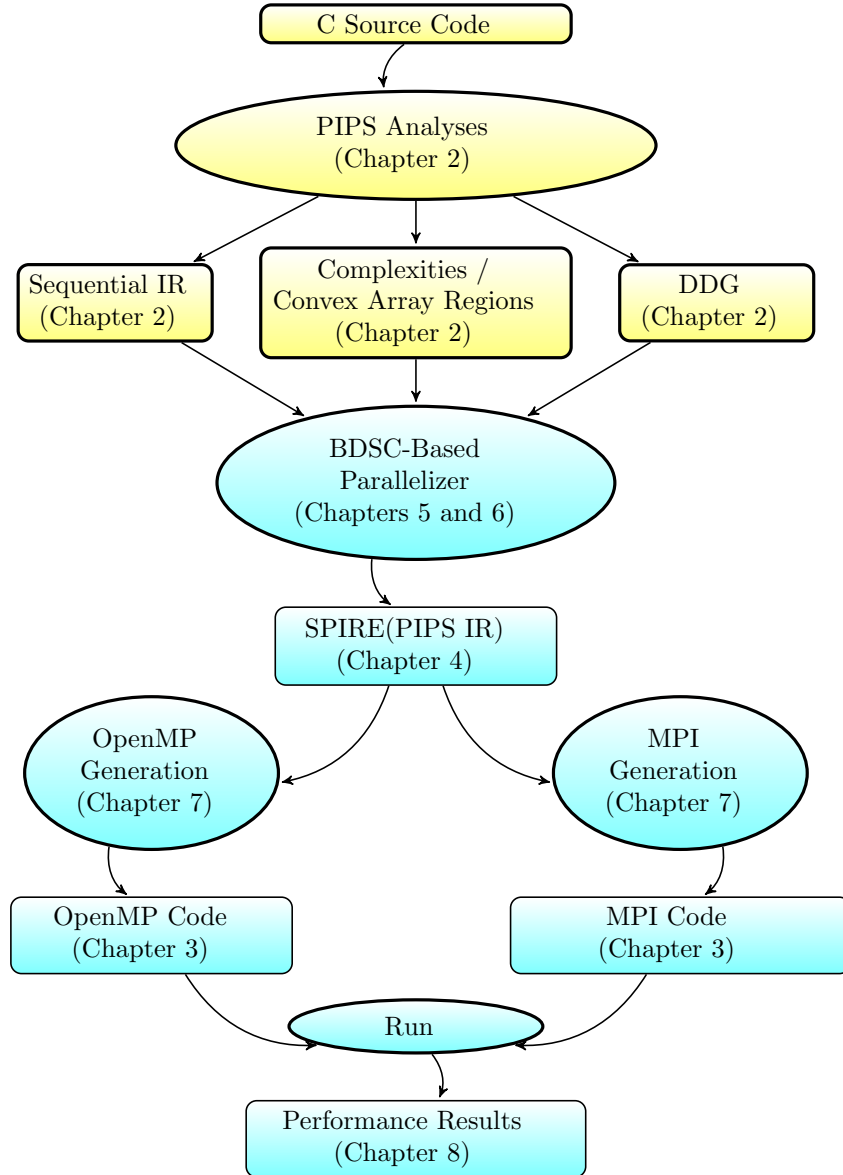 C Source Code
PIPS Analyses
(Chapter 2)
Sequential IR
(Chapter 2)
Complexities /
Convex Array Regions
(Chapter 2)
DDG
(Chapter 2)
BDSC-Based
Parallelizer
(Chapters 5 and 6)
SPIRE(PIPS IR)
(Chapter 4)
OpenMP
Generation
(Chapter 7)
MPI
Generation
(Chapter 7)
OpenMP Code
(Chapter 3)
MPI Code
(Chapter 3)
Run
Performance Results
(Chapter 8)